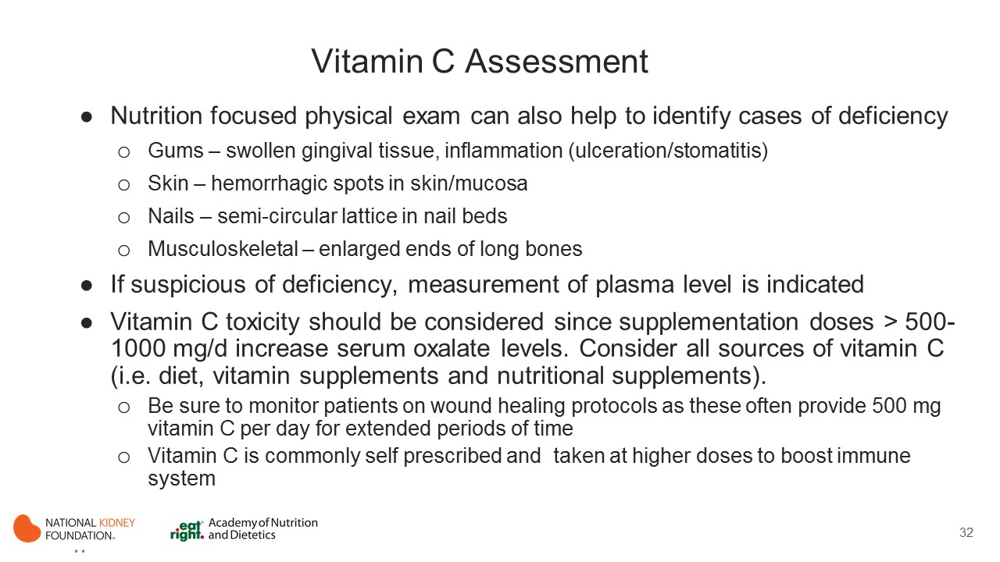 Vitamin C Assessment
● Nutrition focused physical exam can also help to identify cases of deficiency
o Gums – swollen gingival tissue, inflammation (ulceration/stomatitis)
o Skin – hemorrhagic spots in skin/mucosa
o Nails – semi-circular lattice in nail beds
o Musculoskeletal – enlarged ends of long bones
● If suspicious of deficiency, measurement of plasma level is indicated
● Vitamin C toxicity should be considered since supplementation doses > 500-
1000 mg/d increase serum oxalate levels. Consider all sources of vitamin C
(i.e. diet, vitamin supplements and nutritional supplements).
o Be sure to monitor patients on wound healing protocols as these often provide 500 mg
vitamin C per day for extended periods of time
o Vitamin C is commonly self prescribed and  taken at higher doses to boost immune
system
NATIONAL KIDNEY
FOUNDATION®
eat
right.
Academy of Nutrition
and Dietetics
32